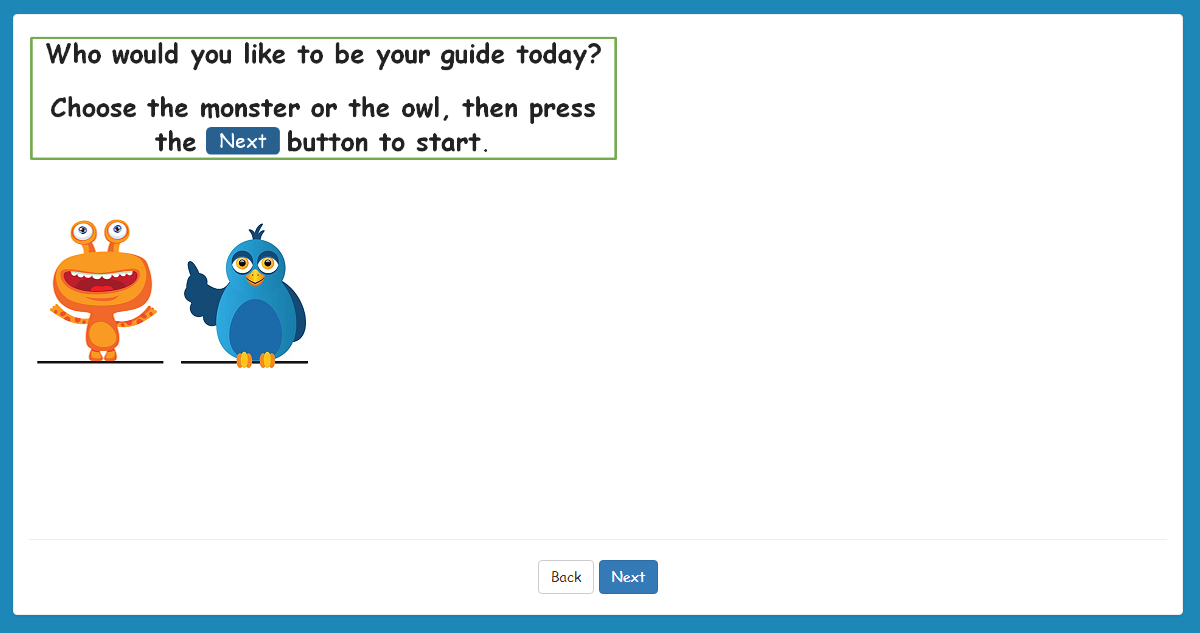 Who would you like to be your guide today?
Choose the monster or the owl, then press
the Next button to start.
Back
Next